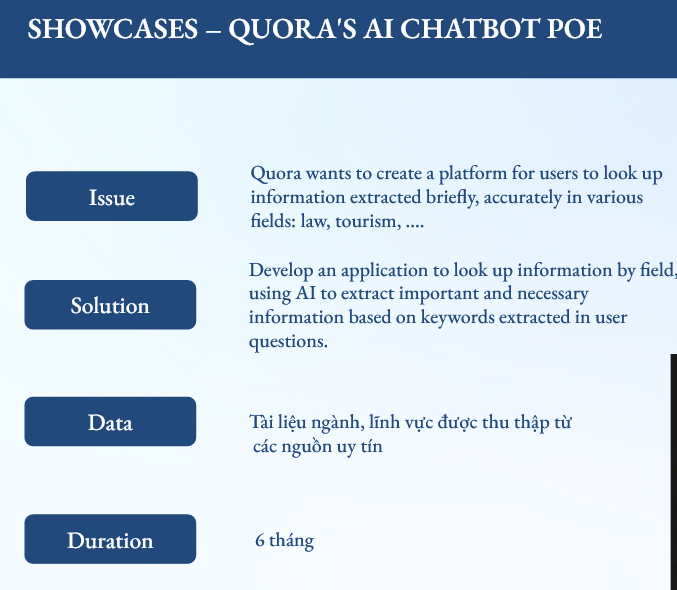 SHOWCASES – QUORA'S AI CHATBOT POE
Issue
Quora wants to create a platform for users to look up
information extracted briefly, accurately in various
fields: law, tourism, ....
Solution
Develop an application to look up information by field,
using AI to extract important and necessary
information based on keywords extracted in user
questions.
Data
Tài liệu ngành, lĩnh vực được thu thập từ
các nguồn uy tín
Duration
6 tháng